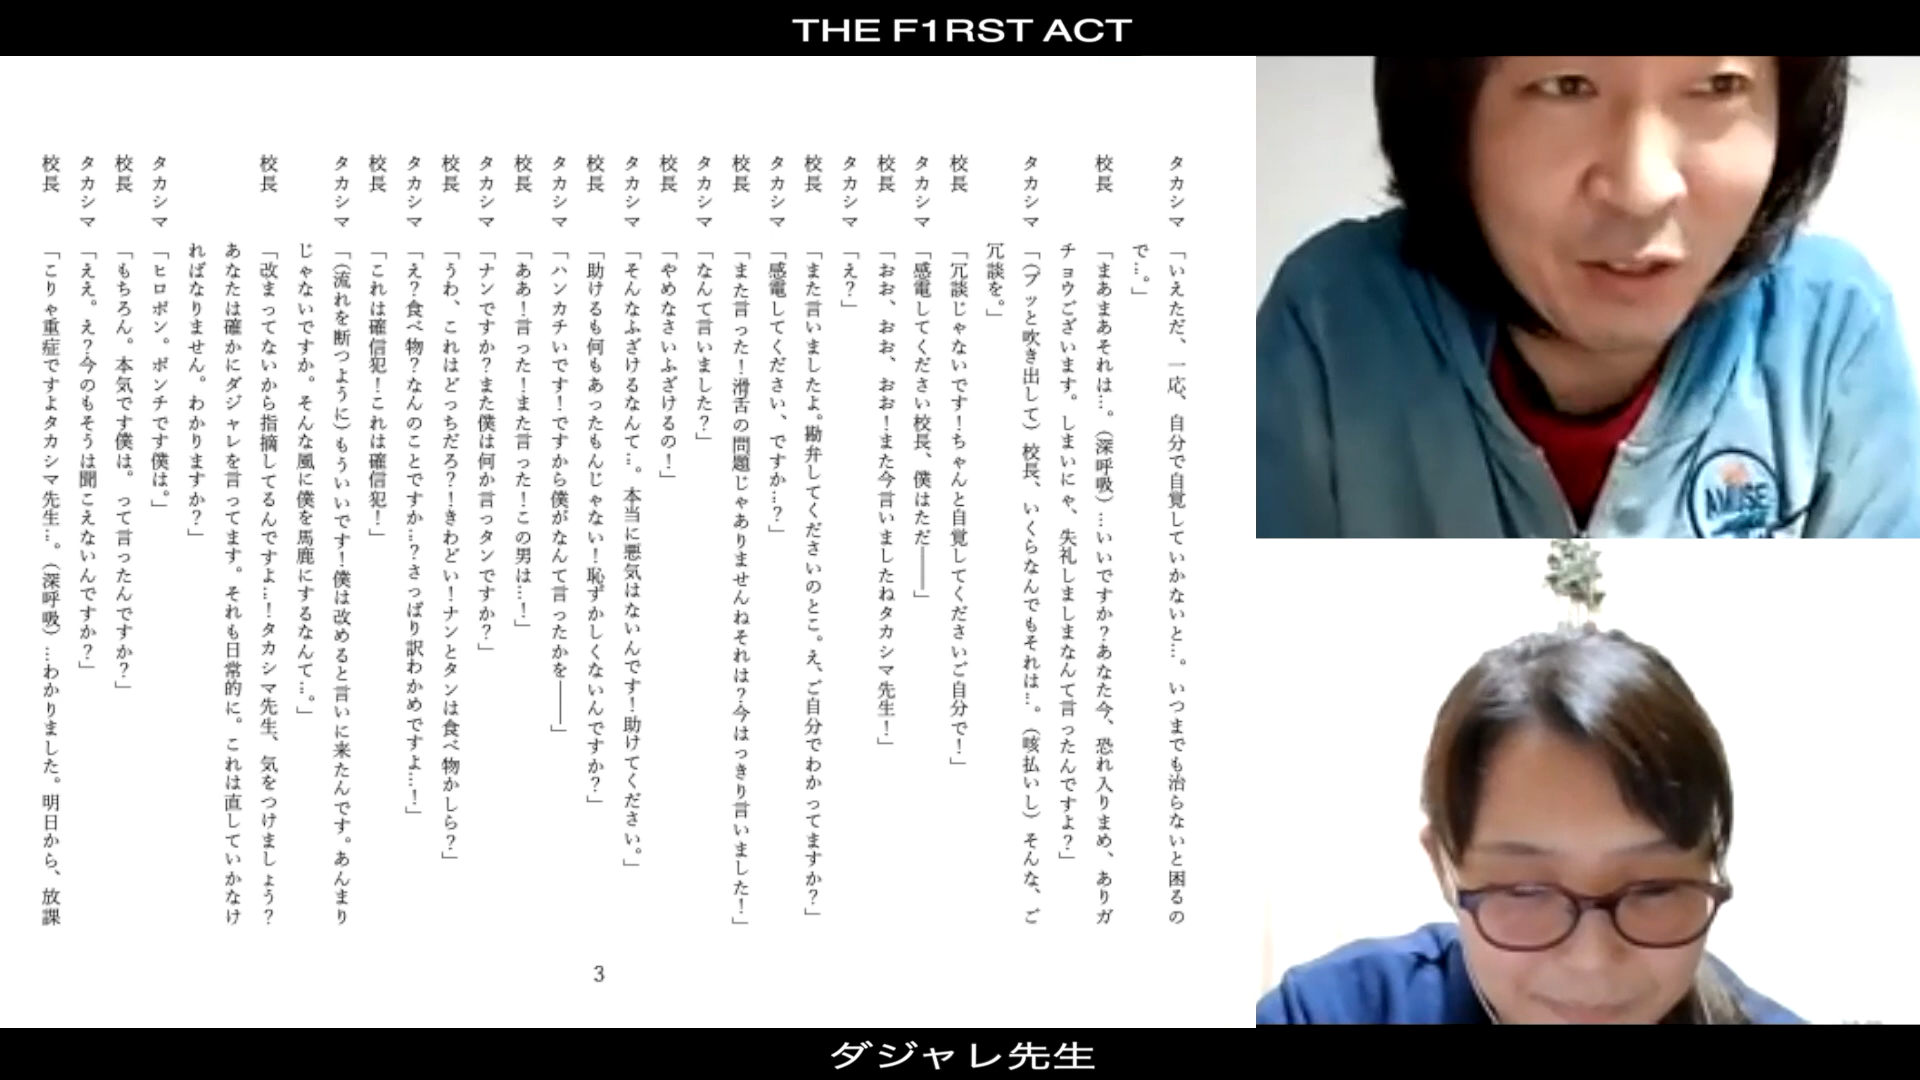 THE F1RST ACT
タカシマ 「いえただ、一応、自分で自覚していかないと…。いつまでも治らないと困るの
で…。」
校長 「まあまあそれは…。（深呼吸）…いいですか？あなた今、恐れ入りまめ、ありガ
チョウございます。しまいにゃ、失礼しましまなんて言ったんですよ？」
タカシマ 「（プッと吹き出して）校長、いくらなんでもそれは…。（咳払いし）そんな、ご
冗談を。」
校長 「冗談じゃないです！ちゃんと自覚してくださいご自分で！」
タカシマ 「感電してください校長、僕はただ――」
校長 「おお、おお、おお！また今言いましたねタカシマ先生！」
タカシマ 「え？」
校長 「また言いましたよ。勘弁してくださいのとこ。え、ご自分でわかってますか？」
タカシマ 「感電してください、ですか…？」
校長 「また言った！滑舌の問題じゃありませんねそれは？今はっきり言いました！」
タカシマ 「なんて言いました？」
校長 「やめなさいふざけるの！」
タカシマ 「そんなふざけるなんて…。本当に悪気はないんです！助けてください。」
校長 「助けるも何もあったもんじゃない！恥ずかしくないんですか？」
タカシマ 「ハンカチいです！ですから僕がなんて言ったかを――」
校長 「ああ！言った！また言った！この男は…！」
タカシマ 「ナンですか？また僕は何か言っタンですか？」
校長 「うわ、これはどっちだろ？！きわどい！ナンとタンは食べ物かしら？」
タカシマ 「え？食べ物？なんのことですか…？さっぱり訳わかめですよ…！」
校長 「これは確信犯！これは確信犯！」
タカシマ 「（流れを断つように）もういいです！僕は改めると言いに来たんです。あんまり
じゃないですか。そんな風に僕を馬鹿にするなんて…。」
校長 「改まってないから指摘してるんですよ…！タカシマ先生、気をつけましょう？
あなたは確かにダジャレを言ってます。それも日常的に。これは直していかなけ
ればなりません。わかりますか？」
タカシマ 「ヒロポン。ポンチです僕は。」
校長 「もちろん。本気です僕は。って言ったんですか？」
タカシマ 「ええ。え？今のもそうは聞こえないんですか？」
校長 「こりゃ重症ですよタカシマ先生…。（深呼吸）…わかりました。明日から、放課
3
AMUSE
ダジャレ先生